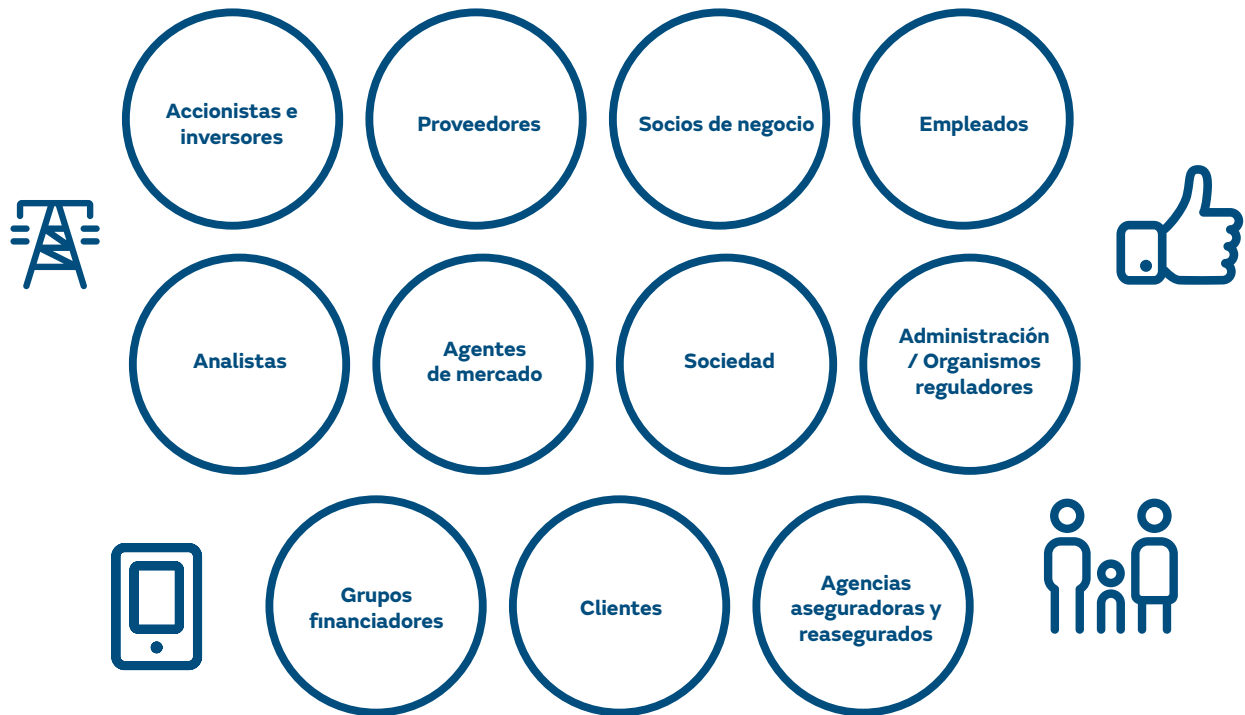 Accionistas e
inversores
Proveedores
Socios de negocio
Empleados
Analistas
Agentes
de mercado
Sociedad
Administración
/ Organismos
reguladores
Grupos
financiadores
Clientes
Agencias
aseguradoras y
reasegurados